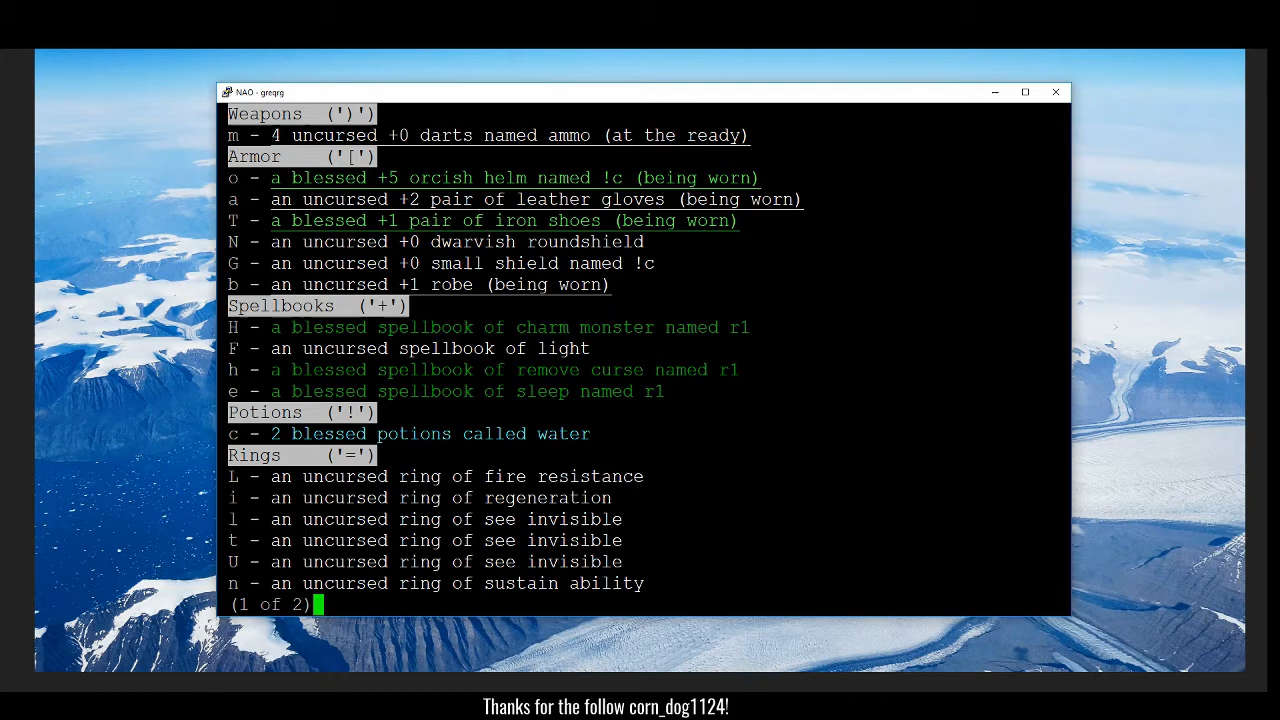 NAO - greqrg
Weapons (')')
m - 4 uncursed +0 darts named ammo (at the ready)
Armor ('[')
o - a blessed +5 orcish helm named !c (being worn)
a - an uncursed +2 pair of leather gloves (being worn)
T - a blessed +1 pair of iron shoes (being worn)
N - an uncursed +0 dwarvish roundshield
G - an uncursed +0 small shield named !c
b - an uncursed +1 robe (being worn)
Spellbooks ('+')
H - a blessed spellbook of charm monster named r1
F - an uncursed spellbook of light
h - a blessed spellbook of remove curse named r1
e - a blessed spellbook of sleep named r1
Potions ('!')
c - 2 blessed potions called water
Rings ('=')
L - an uncursed ring of fire resistance
i - an uncursed ring of regeneration
l - an uncursed ring of see invisible
t - an uncursed ring of see invisible
U - an uncursed ring of see invisible
n - an uncursed ring of sustain ability
(1 of 2)
Thanks for the follow corn_dog1124!